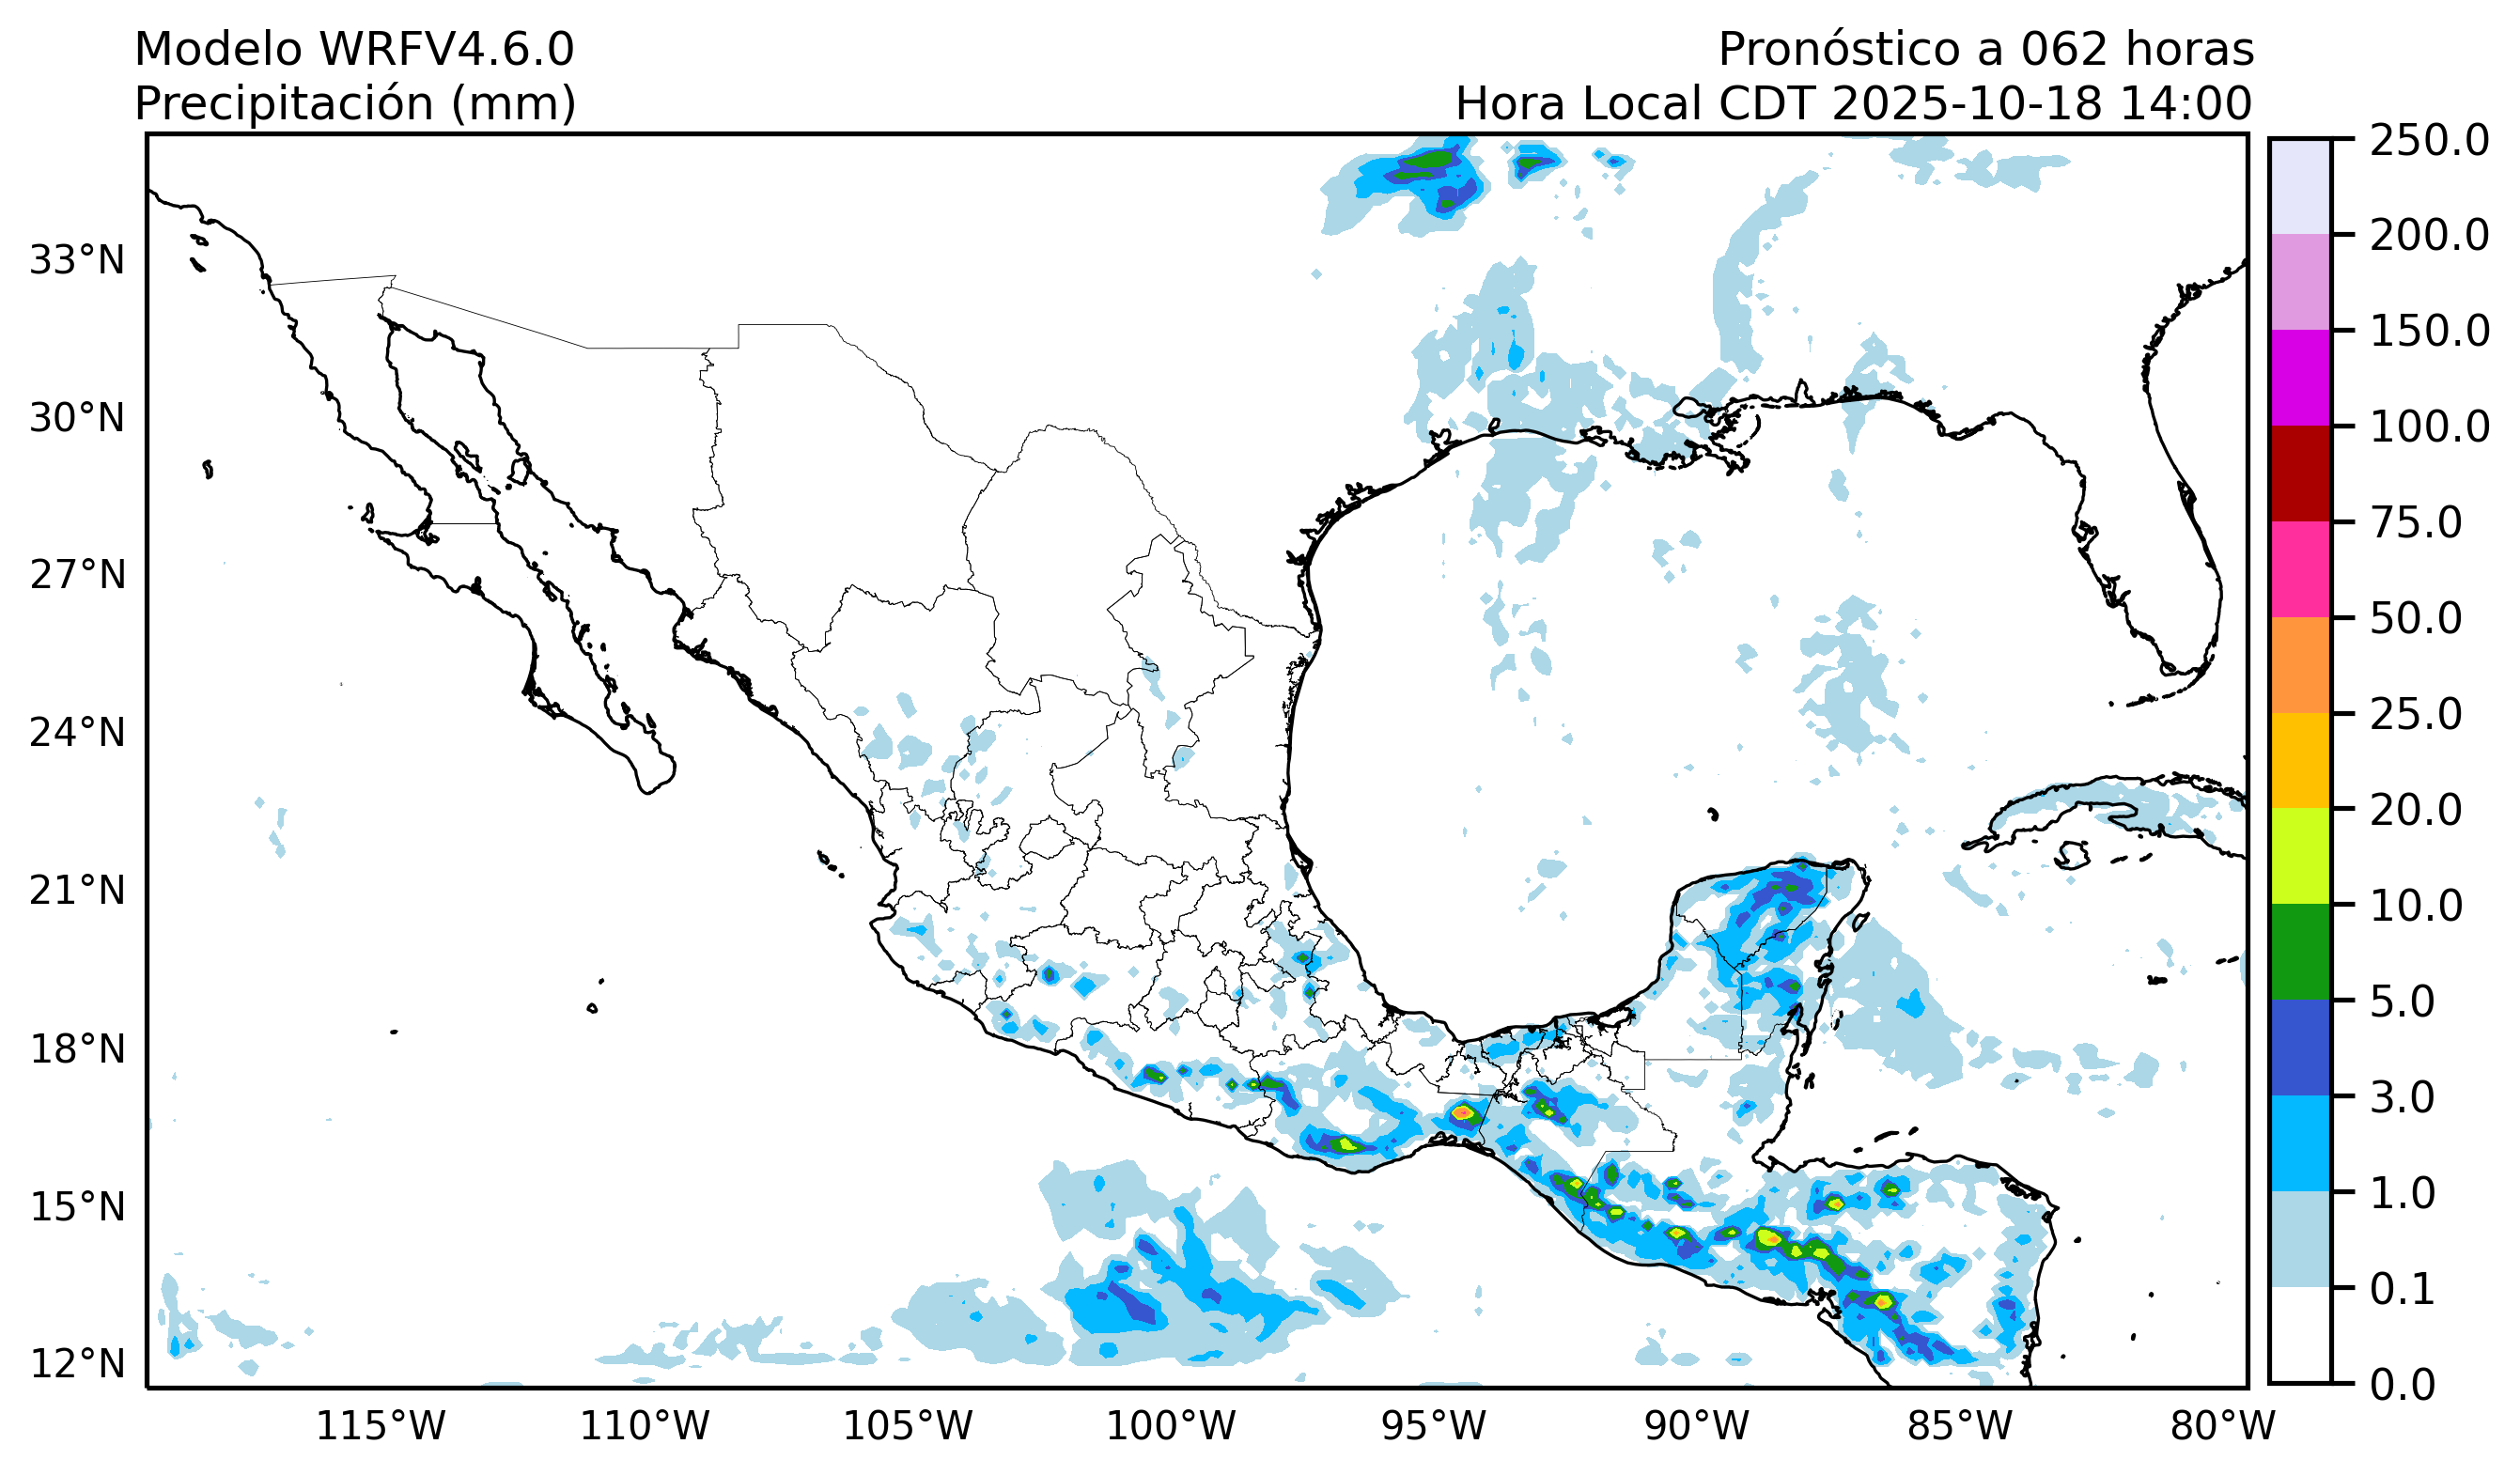 Modelo WRFV4.6.0
Precipitación (mm)
Pronóstico a 062 horas
Hora Local CDT 2025-10-18 14:00
33°N
30°N
27°N
24°N
21°N
18°N
15°N
12°N
115°W
110°W
105°W
100°W
95°W
90°W
85°W
80°W
250.0
200.0
150.0
100.0
75.0
50.0
25.0
20.0
10.0
5.0
3.0
1.0
0.1
0.0